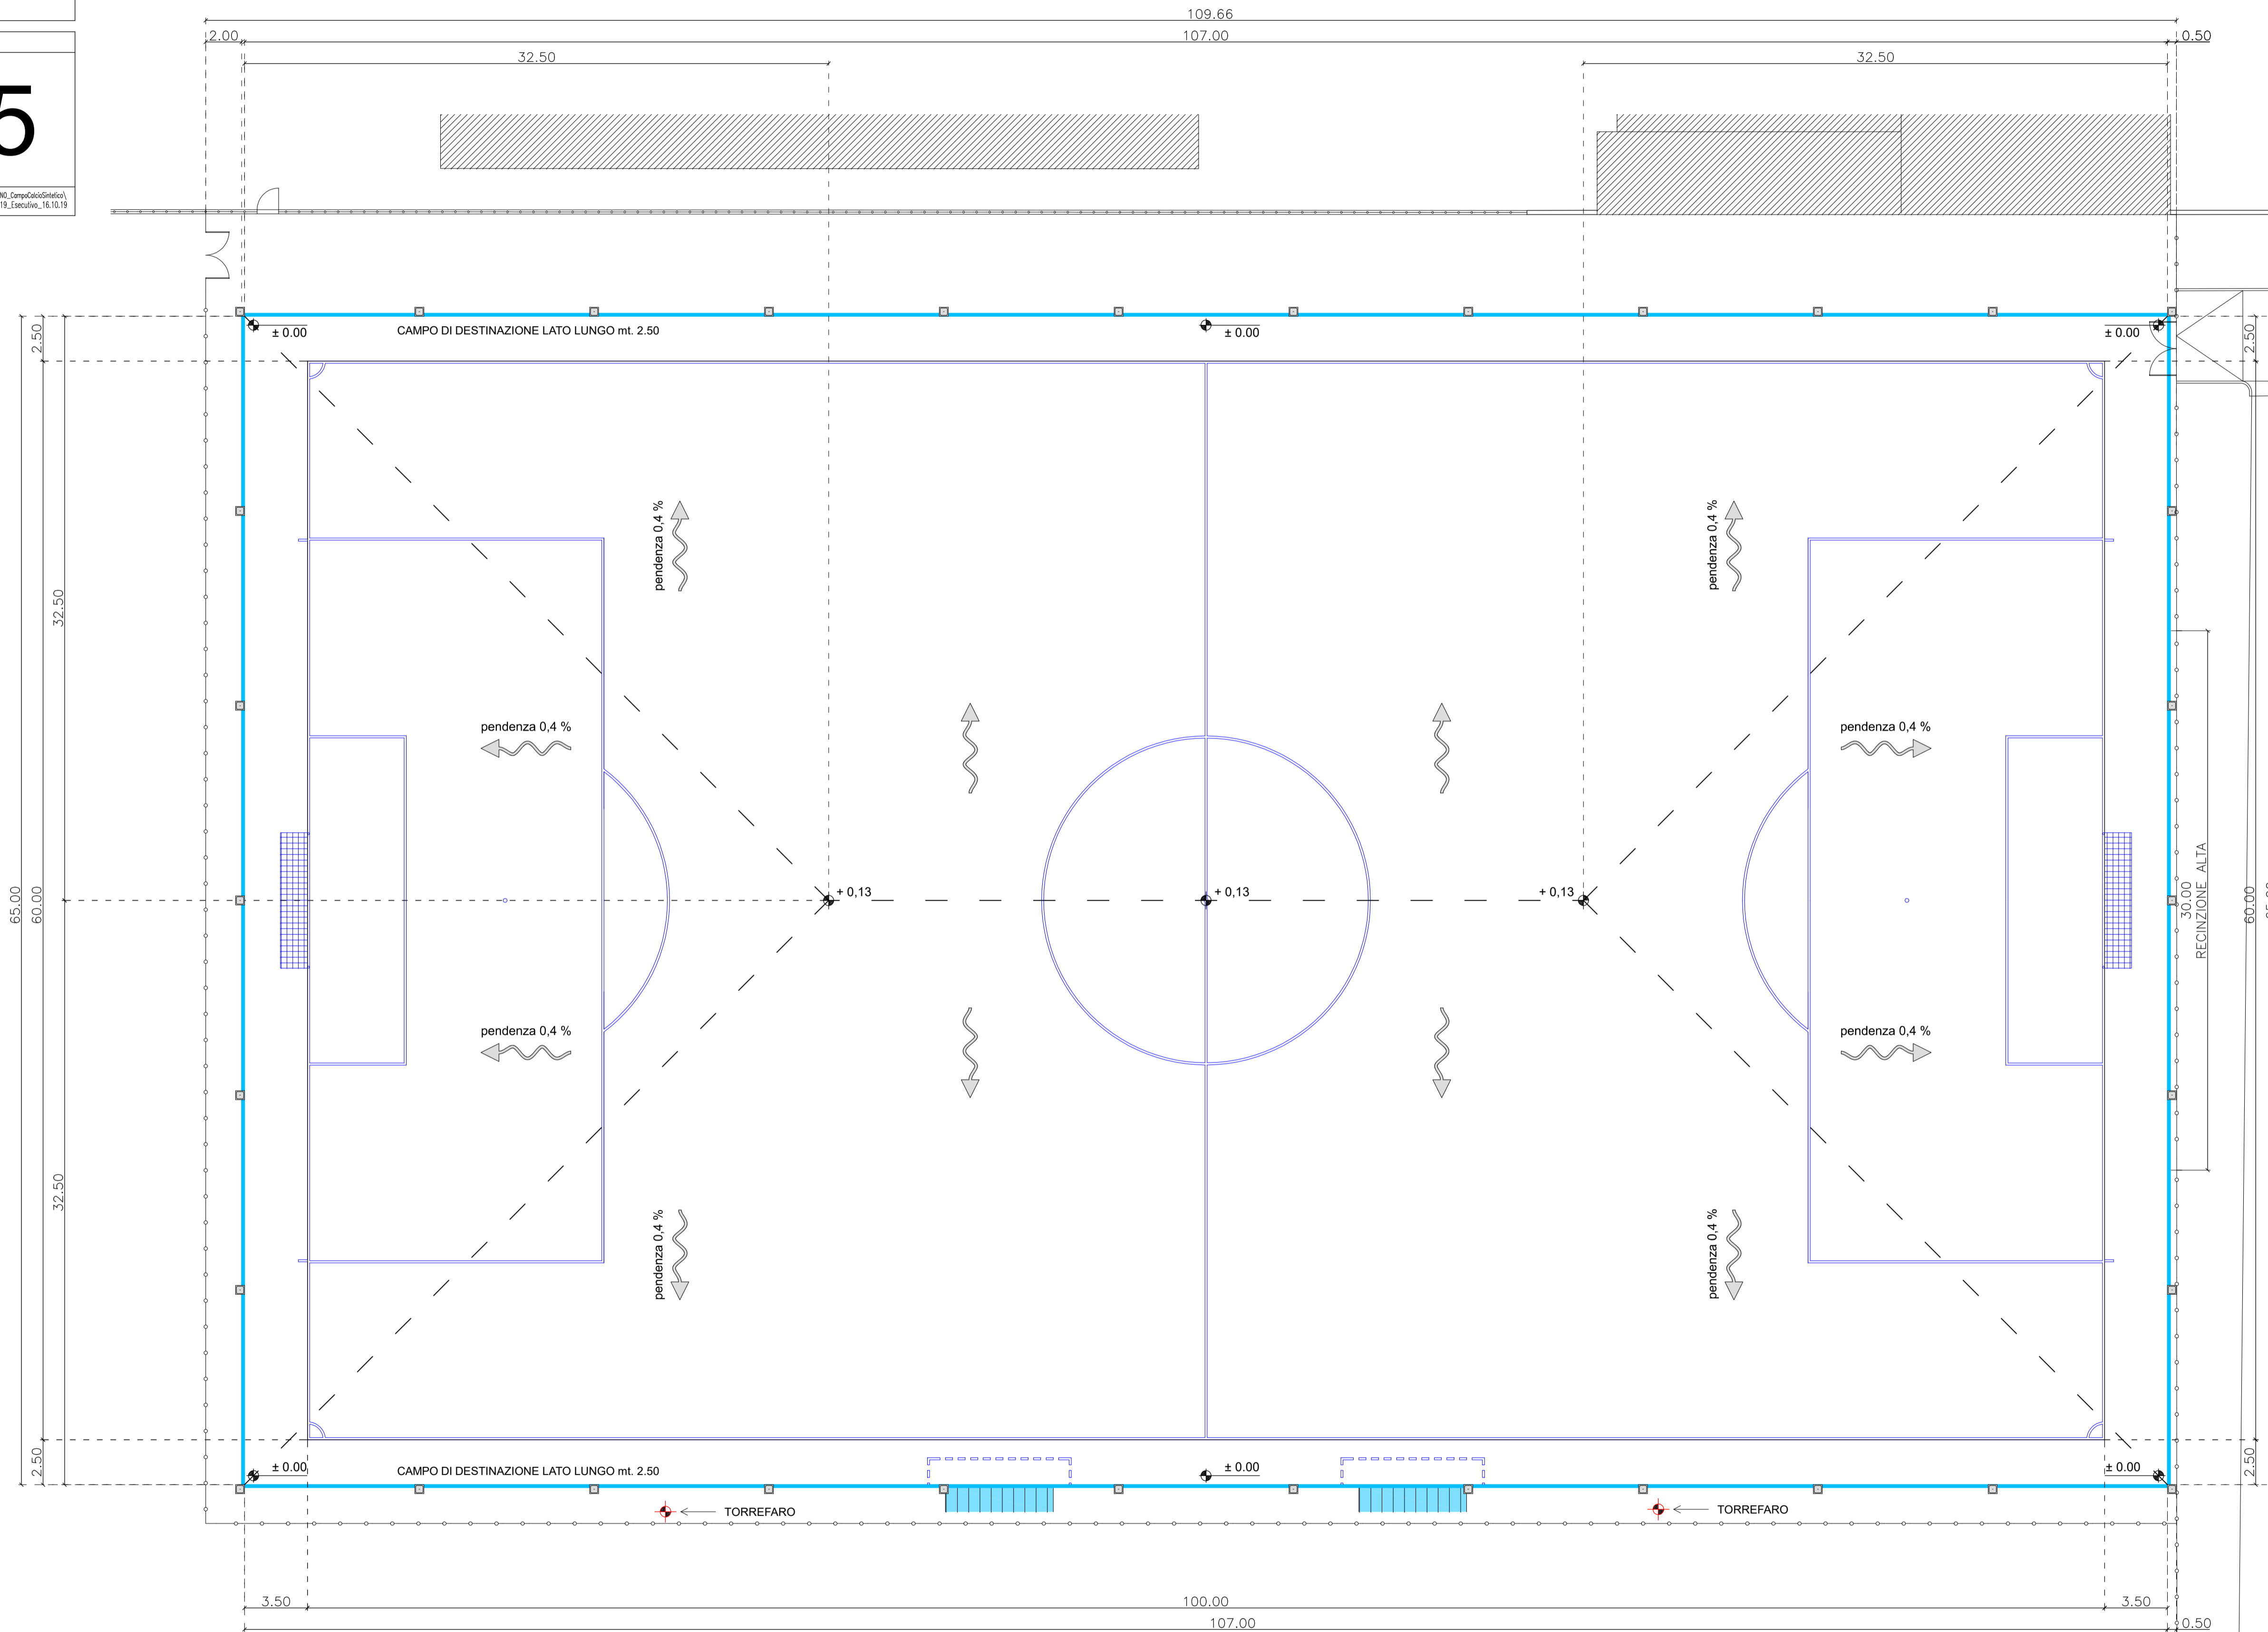 109.66
2.00
107.00
0.50
32.50
32.50
5
NO_CampoCalcioSintetico\
19_Esecutivo_16.10.19
± 0.00
CAMPO DI DESTINAZIONE LATO LUNGO mt. 2.50
± 0.00
± 0.00
2.50
2.50
pendenza 0,4 %
pendenza 0,4 %
32.50
pendenza 0,4 %
pendenza 0,4 %
65.00
60.00
+ 0,13
+ 0,13
+ 0,13
30.00
RECINZIONE ALTA
60.00
pendenza 0,4 %
pendenza 0,4 %
32.50
pendenza 0,4 %
pendenza 0,4 %
2.50
2.50
± 0.00
CAMPO DI DESTINAZIONE LATO LUNGO mt. 2.50
± 0.00
± 0.00
TORREFARO
TORREFARO
3.50
100.00
3.50
107.00
0.50